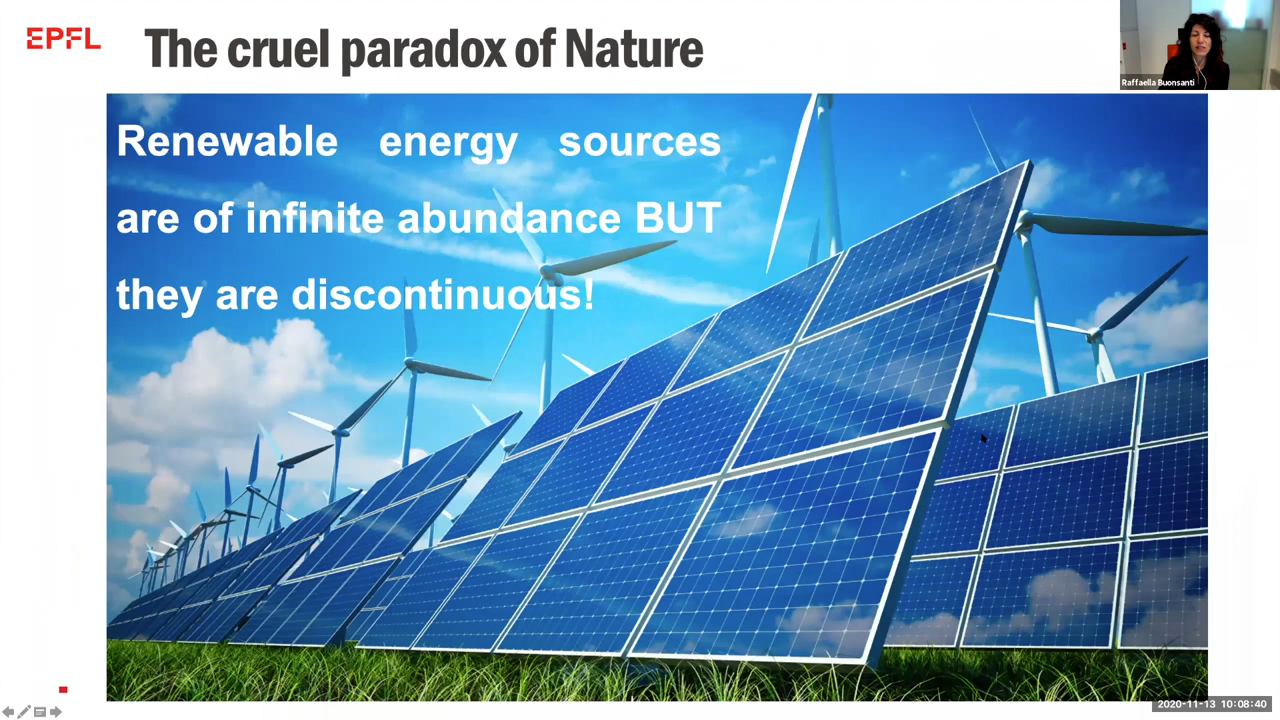 EPFL
The cruel paradox of Nature
Raffaella Buonsanti
Renewable energy sources
are of infinite abundance BUT
they are discontinuous!
2020-11-13 10:08:40